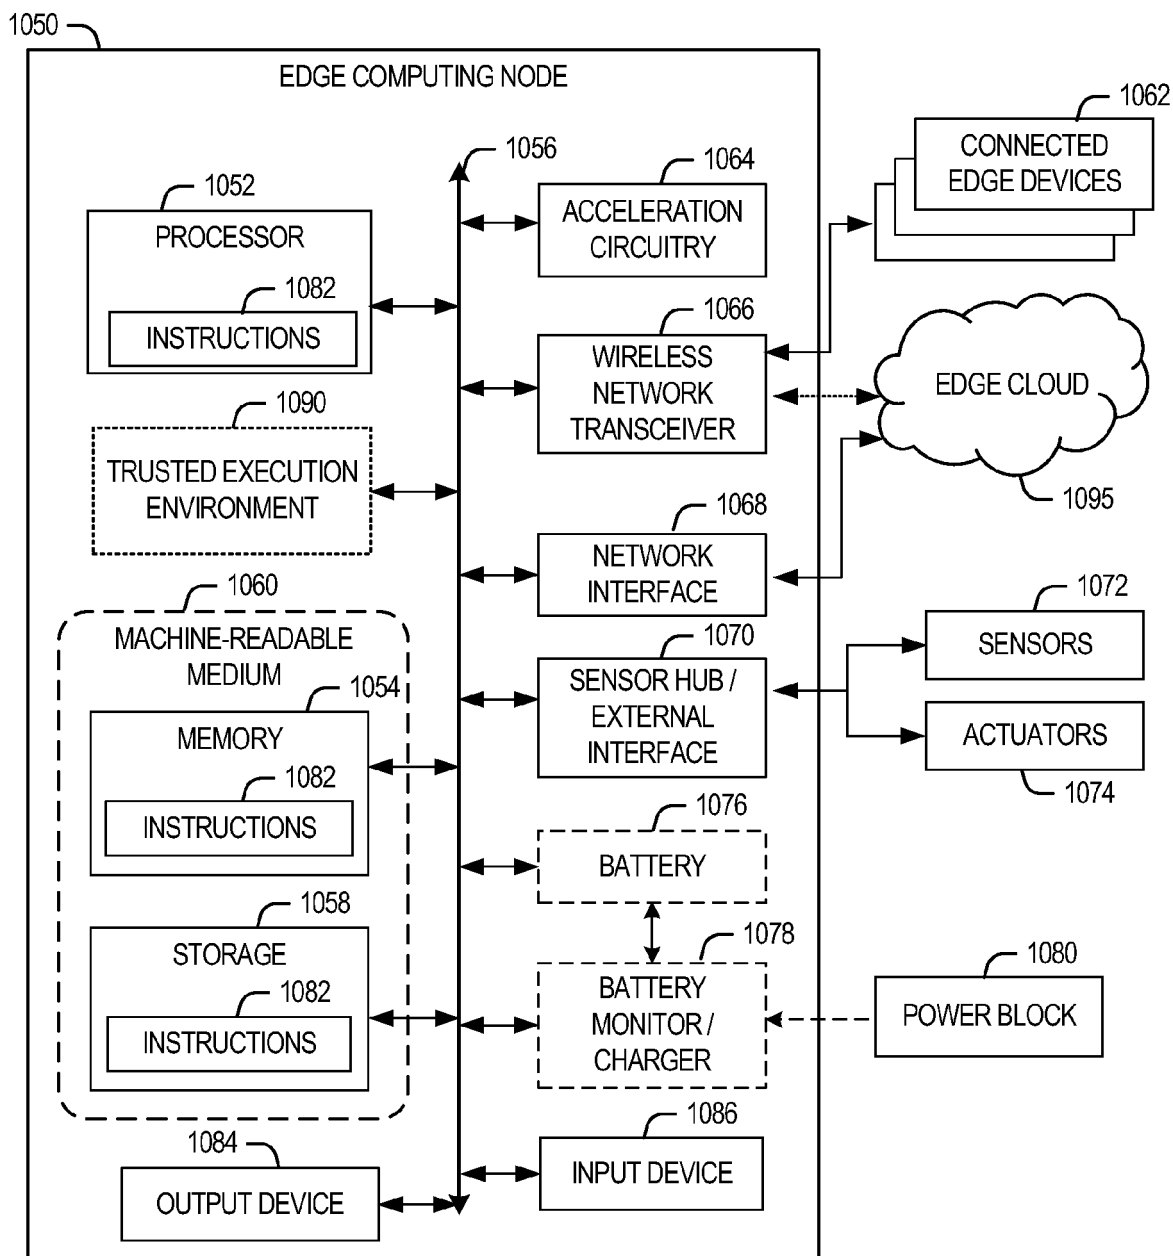 1050
EDGE COMPUTING NODE
1056
1052
PROCESSOR
1082
INSTRUCTIONS
1090
TRUSTED EXECUTION
ENVIRONMENT
1060
MACHINE-READABLE
MEDIUM
1054
MEMORY
1082
INSTRUCTIONS
1058
STORAGE
1082
INSTRUCTIONS
1084
OUTPUT DEVICE
1064
ACCELERATION
CIRCUITRY
1066
WIRELESS
NETWORK
TRANSCEIVER
1068
NETWORK
INTERFACE
1070
SENSOR HUB /
EXTERNAL
INTERFACE
1076
BATTERY
1078
BATTERY
MONITOR /
CHARGER
1086
INPUT DEVICE
1062
CONNECTED
EDGE DEVICES
EDGE CLOUD
1095
1072
SENSORS
ACTUATORS
1074
1080
POWER BLOCK